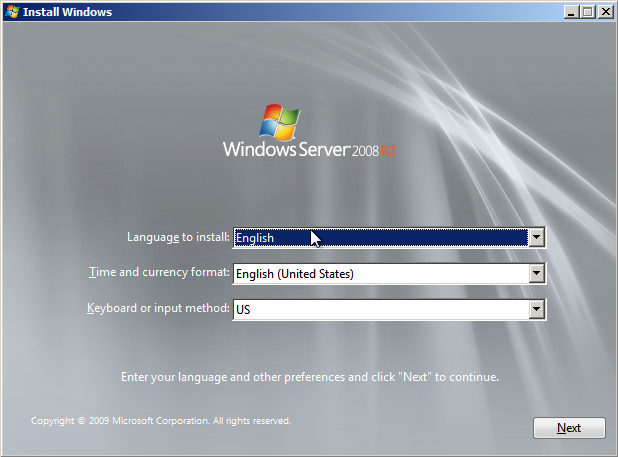 Install Windows
Windows Server 2008 R2
Language to install: English
Time and currency format: English (United States)
Keyboard or input method: US
Enter your language and other preferences and click "Next" to continue.
Copyright © 2009 Microsoft Corporation. All rights reserved.
Next